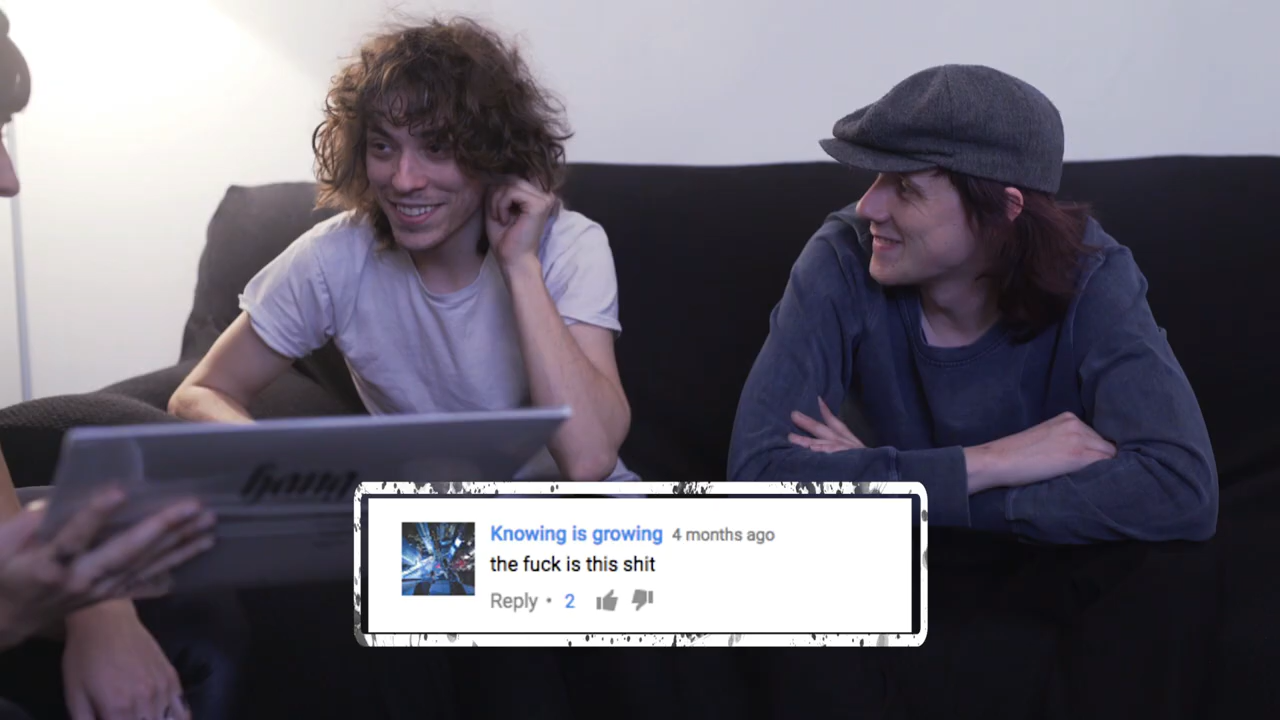 Knowing is growing 4 months ago
the fuck is this shit
Reply • 2